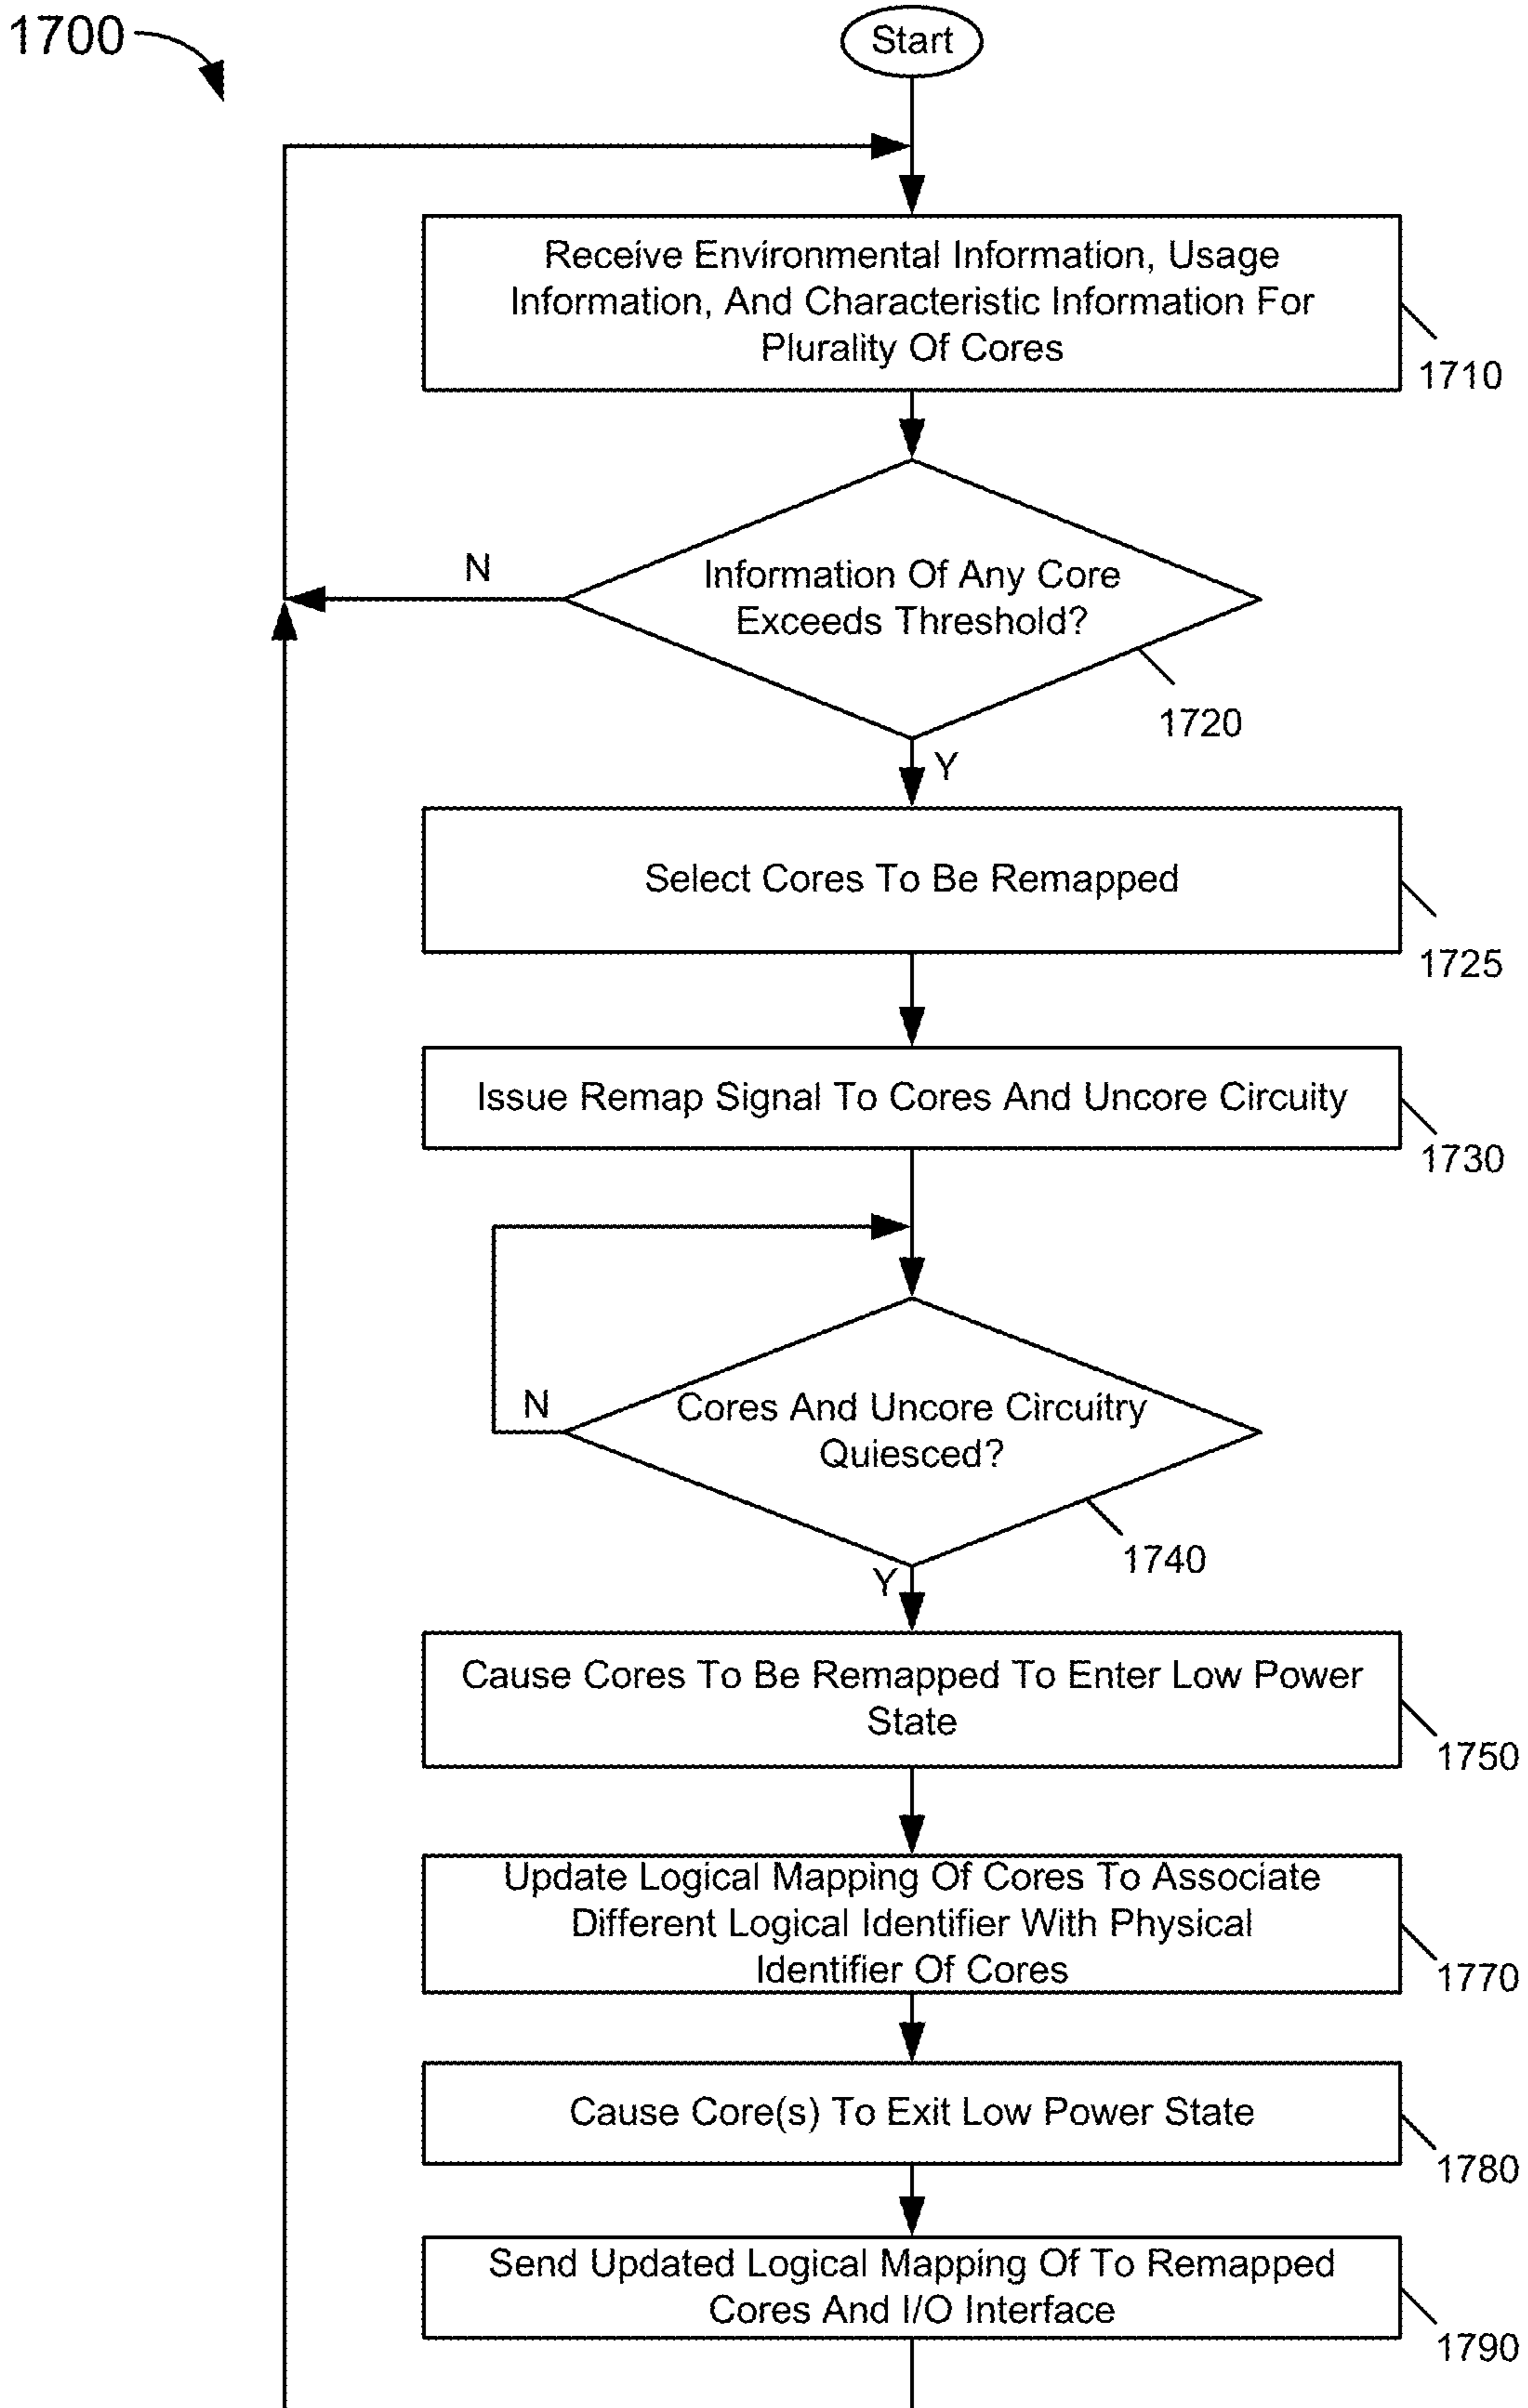 1700
Start
Receive Environmental Information, Usage
Information, And Characteristic Information For
Plurality Of Cores
1710
N
Information Of Any Core
Exceeds Threshold?
1720
Y
Select Cores To Be Remapped
1725
Issue Remap Signal To Cores And Uncore Circuity
1730
N
Cores And Uncore Circuitry
Quiesced?
1740
Y
Cause Cores To Be Remapped To Enter Low Power
State
1750
Update Logical Mapping Of Cores To Associate
Different Logical Identifier With Physical
Identifier Of Cores
1770
Cause Core(s) To Exit Low Power State
1780
Send Updated Logical Mapping Of To Remapped
Cores And I/O Interface
1790